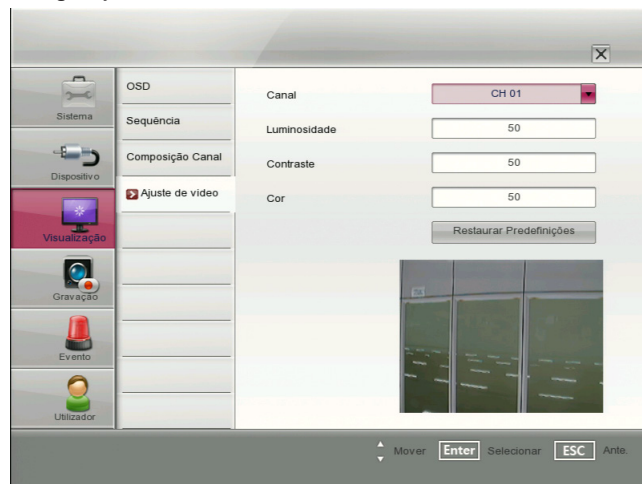 Sistema
Dispositivo
Visualização
Gravação
Evento
Utilizador
OSD
Sequência
Composição Canal
Ajuste de video
Canal
CH 01
Luminosidade
50
Contraste
50
Cor
50
Restaurar Predefinições
Mover Enter Selecionar ESC Ante.